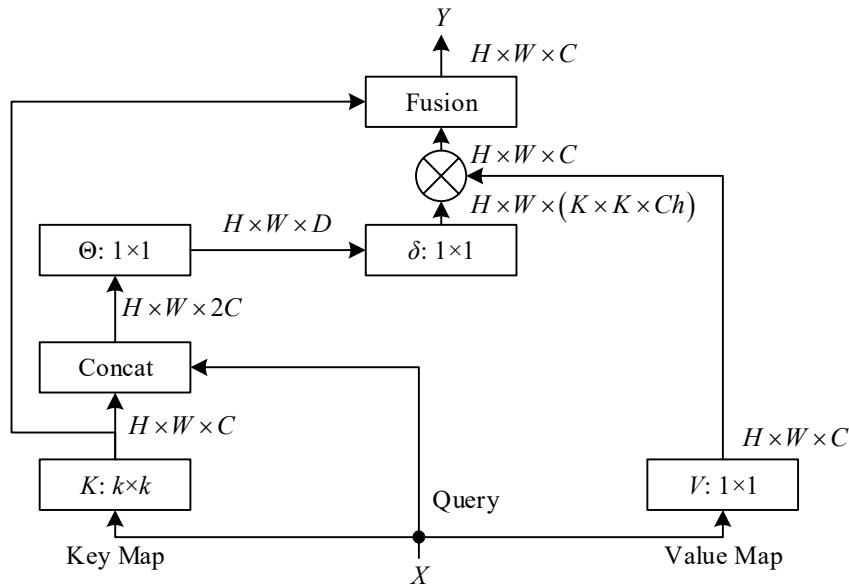 Y
H×W×C
Fusion
H×W×C
H×W×(K×K×Ch)
H×W×D
Θ: 1×1
δ: 1×1
H×W×2C
Concat
H×W×C
H×W×C
K: k×k
Query
V: 1×1
Key Map
X
Value Map